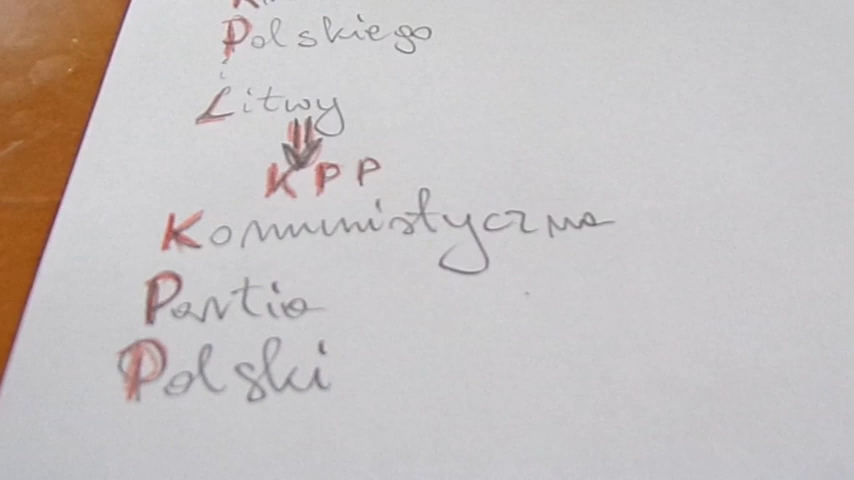 Polskiego
i
Litwy
KPP
Komunistyczna
Partia
Polski